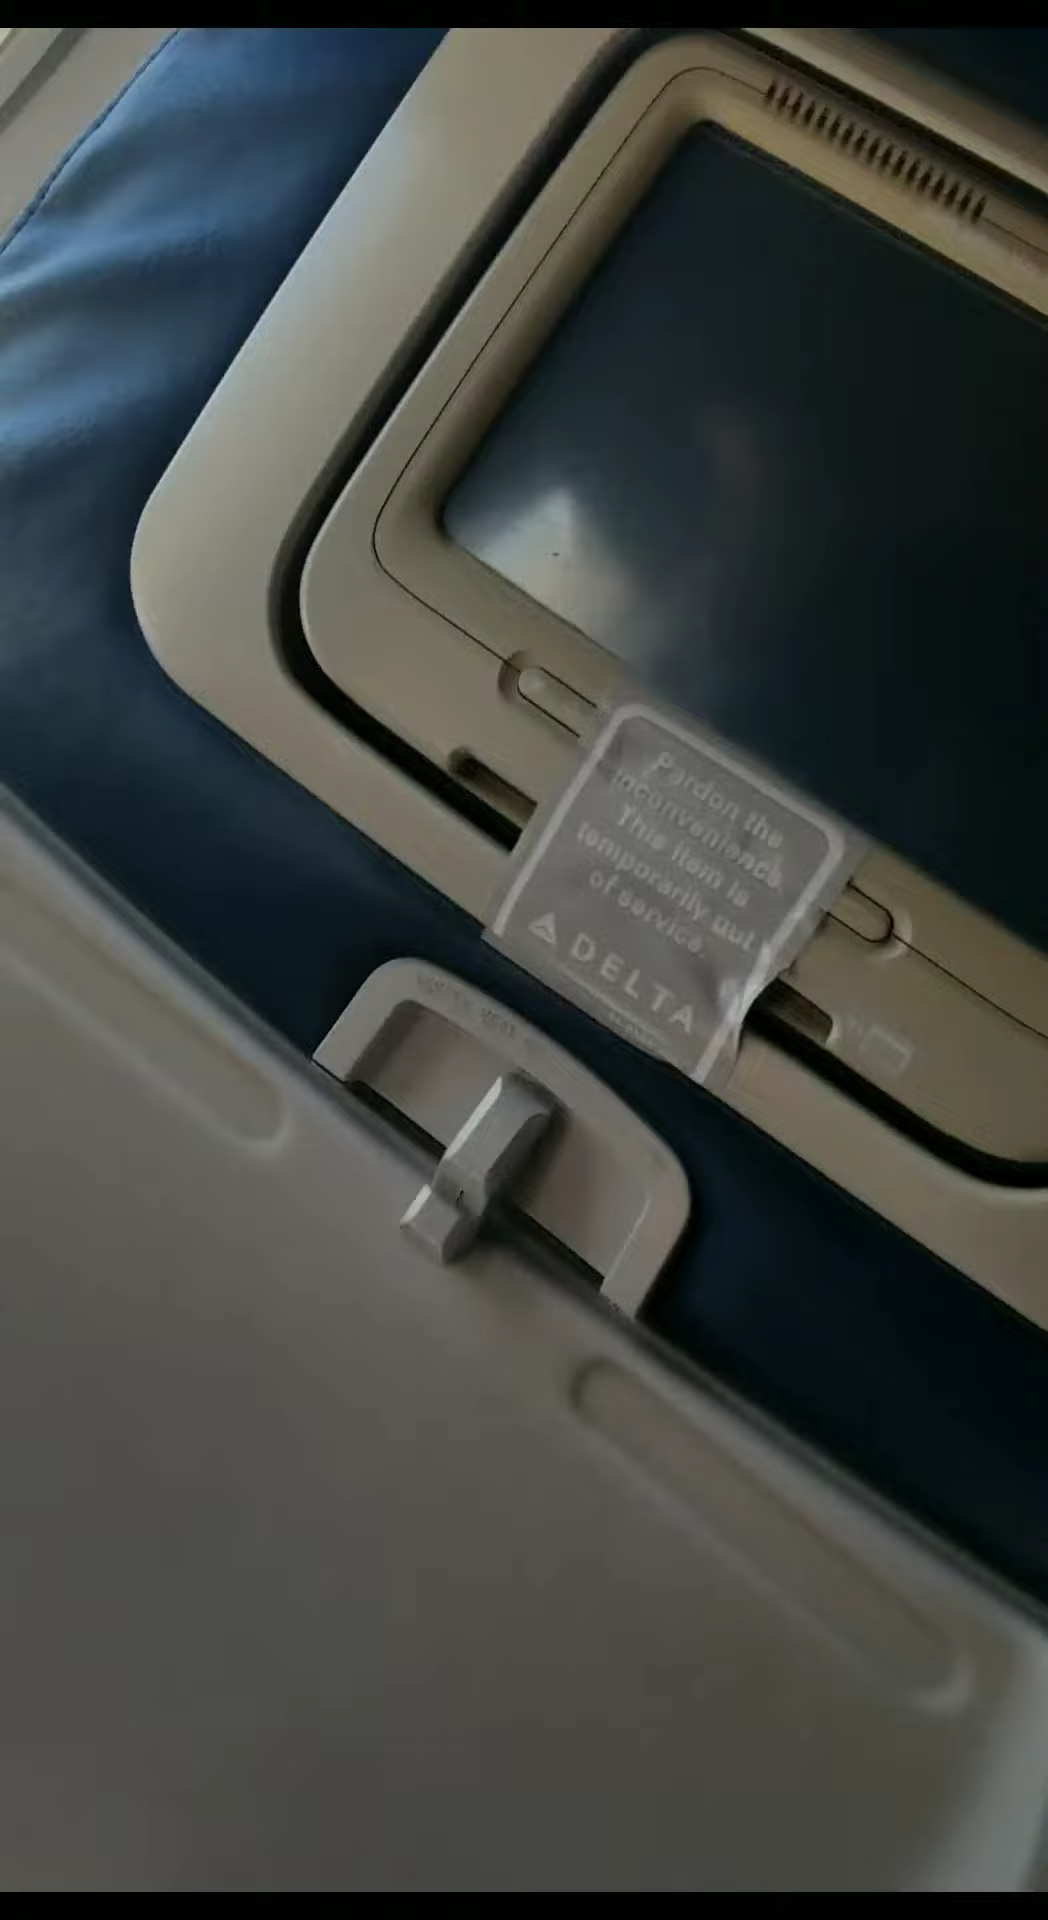 Pardon the
inconvenience.
This item is
temporarily out
of service.
DELTA